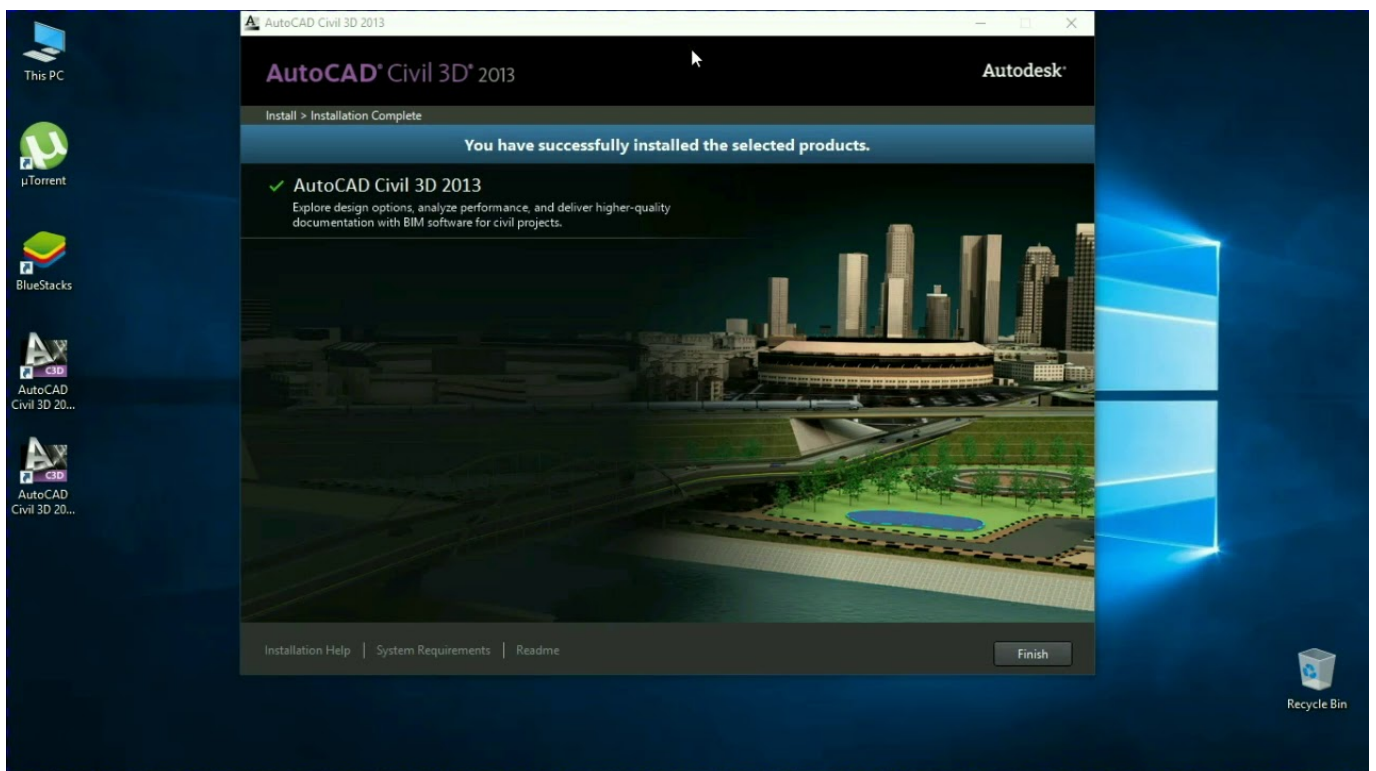 AutoCAD Civil 3D 2013
AutoCAD® Civil 3D® 2013
Autodesk®
Install > Installation Complete
You have successfully installed the selected products.
AutoCAD Civil 3D 2013
Explore design options, analyze performance, and deliver higher-quality
documentation with BIM software for civil projects.
Installation Help | System Requirements | Readme
Finish
This PC
µTorrent
BlueStacks
C3D
AutoCAD
Civil 3D 20...
C3D
AutoCAD
Civil 3D 20...
Recycle Bin